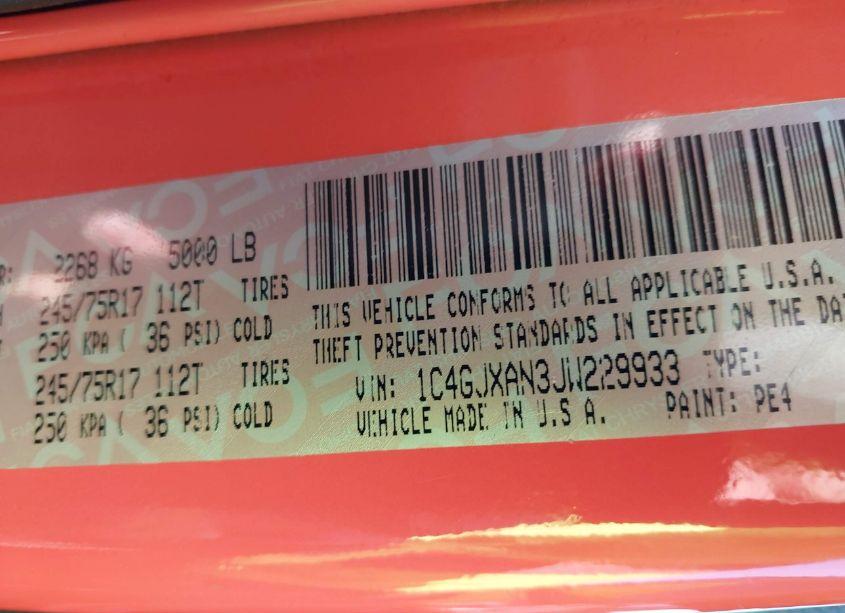 R: 2268 KG 5000 LB
245/75R17 112T TIRES
250 KPA ( 36 PSI) COLD
245/75R17 112T TIRES
250 KPA ( 36 PSI) COLD
THIS VEHICLE CONFORMS TO ALL APPLICABLE U.S.A.
THEFT PREVENTION STANDARDS IN EFFECT ON THE DA
VIN: 1C4GJXAN3JW229933 TYPE:
VEHICLE MADE IN U.S.A. PAINT: PE4